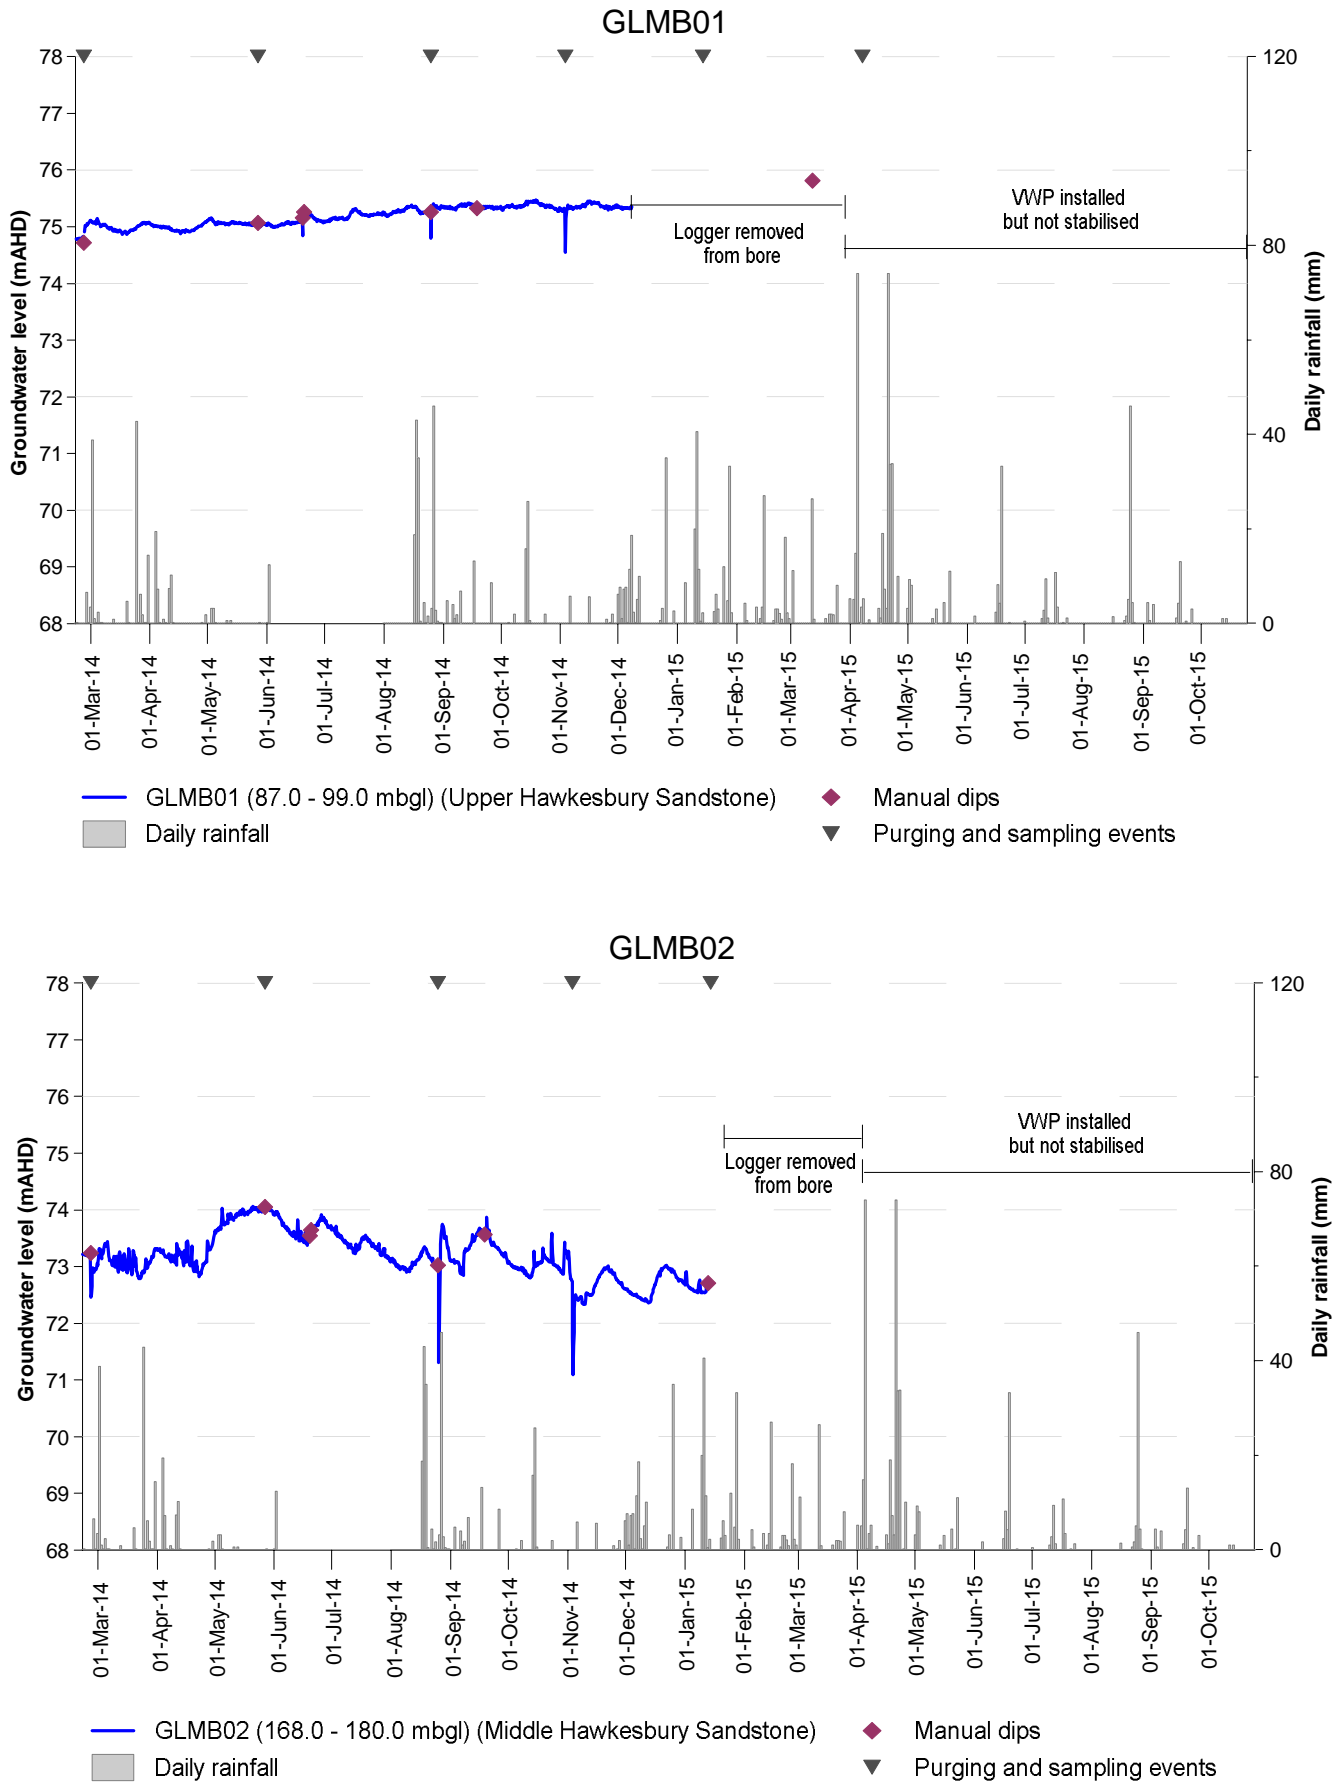 GLMB01
78
77
76
75
74
73
72
71
70
69
68
Groundwater level (mAHD)
120
80
40
0
Daily rainfall (mm)
Logger removed
from bore
VWP installed
but not stabilised
01-Mar-14
01-Apr-14
01-May-14
01-Jun-14
01-Jul-14
01-Aug-14
01-Sep-14
01-Oct-14
01-Nov-14
01-Dec-14
01-Jan-15
01-Feb-15
01-Mar-15
01-Apr-15
01-May-15
01-Jun-15
01-Jul-15
01-Aug-15
01-Sep-15
01-Oct-15
GLMB01 (87.0 - 99.0 mbgl) (Upper Hawkesbury Sandstone)
Manual dips
Daily rainfall
Purging and sampling events
GLMB02
78
77
76
75
74
73
72
71
70
69
68
Groundwater level (mAHD)
120
80
40
0
Daily rainfall (mm)
Logger removed
from bore
VWP installed
but not stabilised
01-Mar-14
01-Apr-14
01-May-14
01-Jun-14
01-Jul-14
01-Aug-14
01-Sep-14
01-Oct-14
01-Nov-14
01-Dec-14
01-Jan-15
01-Feb-15
01-Mar-15
01-Apr-15
01-May-15
01-Jun-15
01-Jul-15
01-Aug-15
01-Sep-15
01-Oct-15
GLMB02 (168.0 - 180.0 mbgl) (Middle Hawkesbury Sandstone)
Manual dips
Daily rainfall
Purging and sampling events